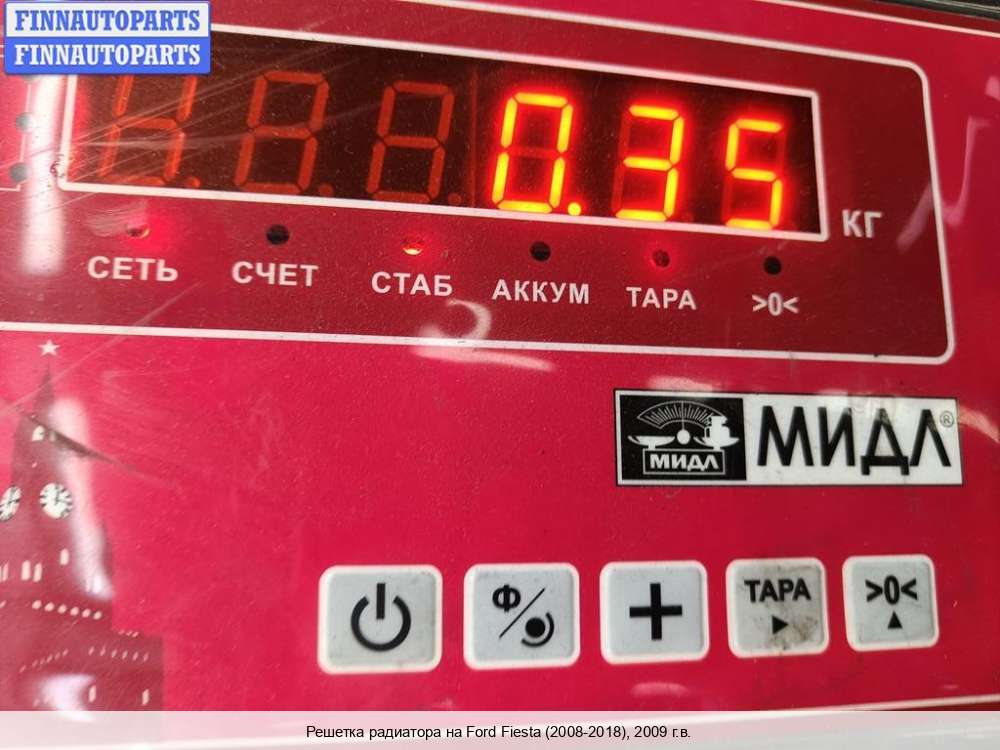 FINNAUTOPARTS
FINNAUTOPARTS
0.35
КГ
СЕТЬ СЧЕТ СТАБ АККУМ ТАРА >0<
МИДЛ МИДЛ®
Ф/ + ТАРА >0<
Решетка радиатора на Ford Fiesta (2008-2018), 2009 г.в.